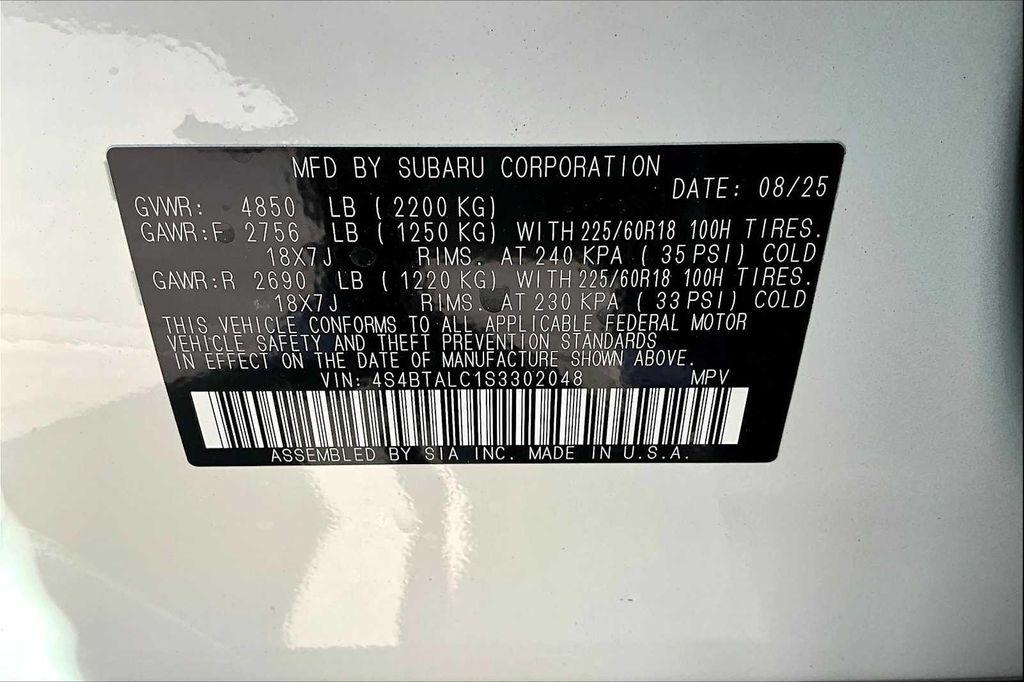 MFD BY SUBARU CORPORATION
DATE: 08/25
GVWR: 4850 LB (2200 KG)
GAWR:F 2756 LB (1250 KG) WITH 225/60R18 100H TIRES.
18X7J RIMS. AT 240 KPA (35 PSI) COLD
GAWR:R 2690 LB (1220 KG) WITH 225/60R18 100H TIRES.
18X7J RIMS. AT 230 KPA (33 PSI) COLD
THIS VEHICLE CONFORMS TO ALL APPLICABLE FEDERAL MOTOR
VEHICLE SAFETY AND THEFT PREVENTION STANDARDS
IN EFFECT ON THE DATE OF MANUFACTURE SHOWN ABOVE.
VIN: 4S4BTALC1S3302048 MPV
ASSEMBLED BY SIA INC. MADE IN U.S.A.